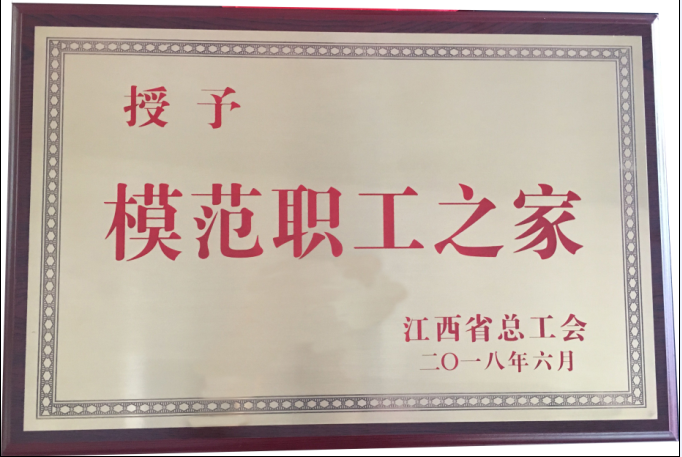 授予
模范职工之家
江西省总工会
二〇一八年六月